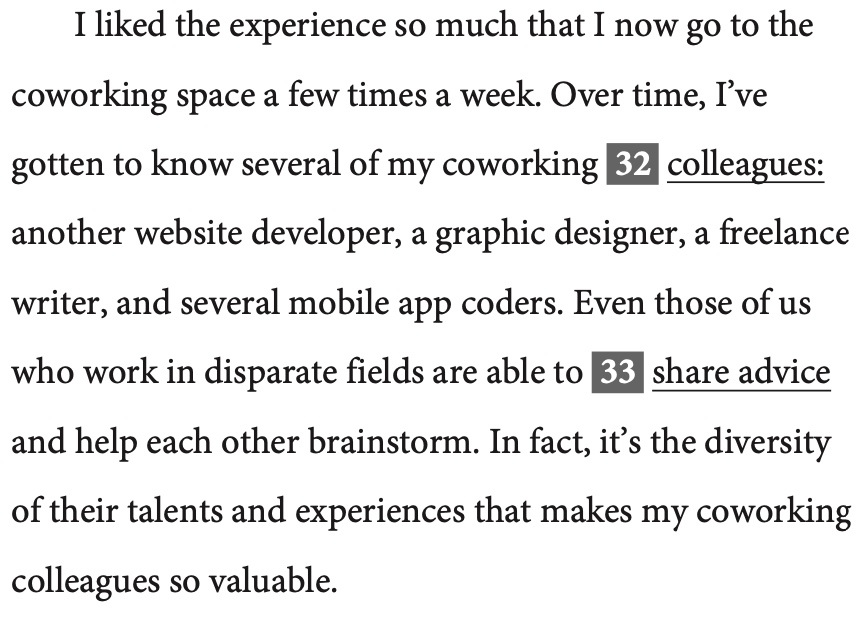 I liked the experience so much that I now go to the
coworking space a few times a week. Over time, I’ve
gotten to know several of my coworking 32 colleagues:
another website developer, a graphic designer, a freelance
writer, and several mobile app coders. Even those of us
who work in disparate fields are able to 33 share advice
and help each other brainstorm. In fact, it’s the diversity
of their talents and experiences that makes my coworking
colleagues so valuable.